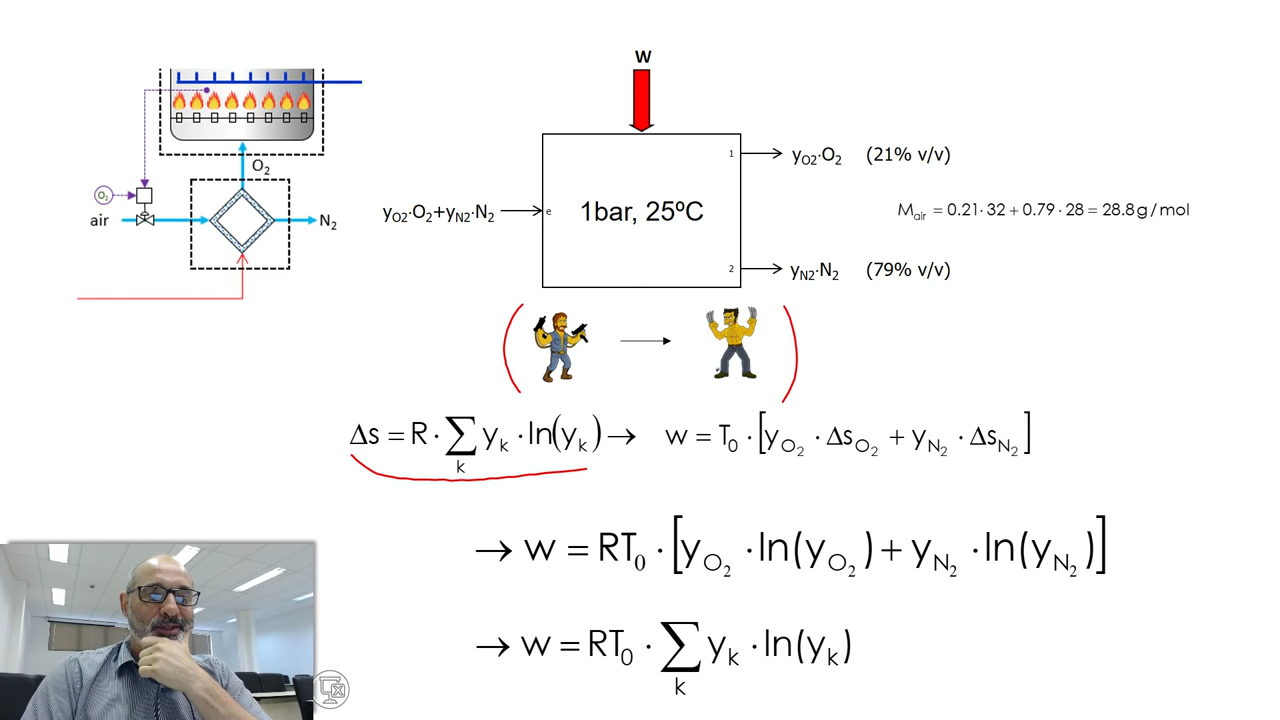 W
O₂
O₂
air
N₂
yO2·O₂+yN2·N₂
e
1bar, 25ºC
1
yO2·O₂ (21% v/v)
Mair = 0.21·32 + 0.79·28 = 28.8 g/mol
2
yN2·N₂ (79% v/v)
Δs = R·∑k yk·ln(yk) → w = T₀·[yO₂·ΔsO₂ + yN₂·ΔsN₂]
→ w = RT₀·[yO₂·ln(yO₂) + yN₂·ln(yN₂)]
→ w = RT₀·∑k yk·ln(yk)